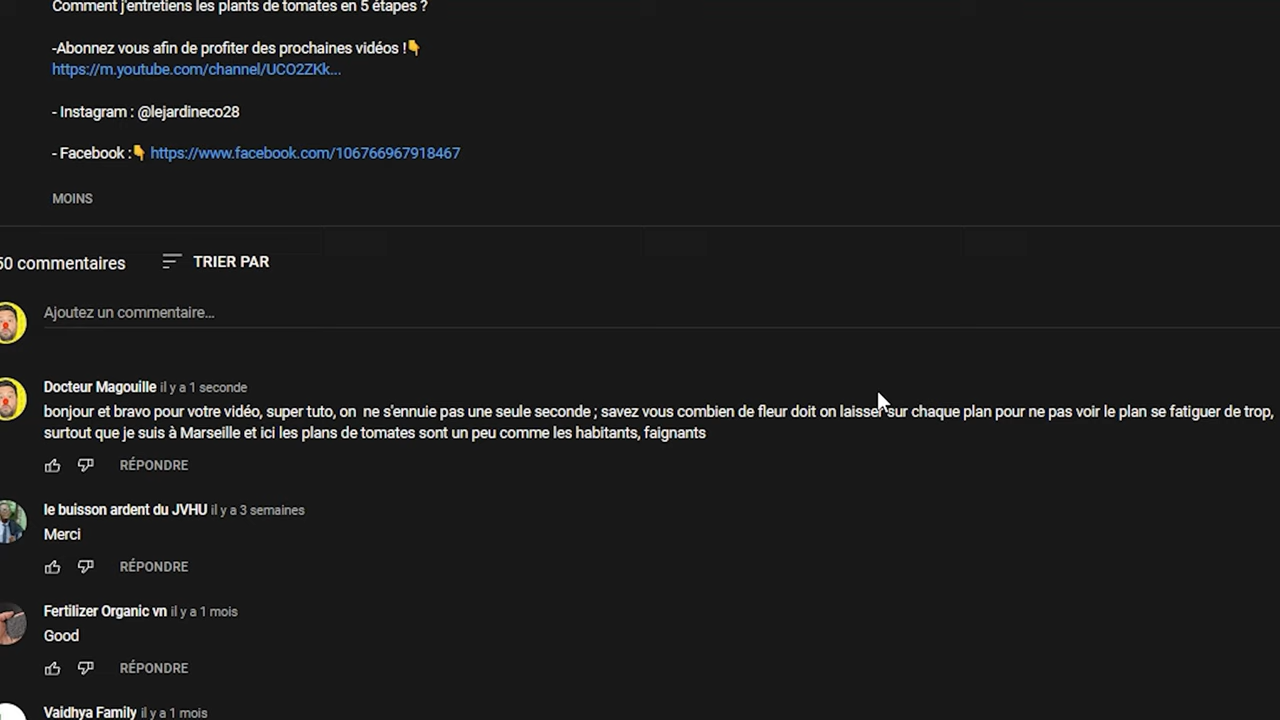 Comment j'entretiens les plants de tomates en 5 étapes ?
-Abonnez vous afin de profiter des prochaines vidéos !👇
https://m.youtube.com/channel/UCO2ZKk...
- Instagram : @lejardineco28
- Facebook :👇 https://www.facebook.com/106766967918467
MOINS
50 commentaires TRIER PAR
Ajoutez un commentaire...
Docteur Magouille il y a 1 seconde
bonjour et bravo pour votre vidéo, super tuto, on ne s'ennuie pas une seule seconde ; savez vous combien de fleur doit on laisser sur chaque plan pour ne pas voir le plan se fatiguer de trop,
surtout que je suis à Marseille et ici les plans de tomates sont un peu comme les habitants, faignants
RÉPONDRE
le buisson ardent du JVHU il y a 3 semaines
Merci
RÉPONDRE
Fertilizer Organic vn il y a 1 mois
Good
RÉPONDRE
Vaidhya Family il y a 1 mois